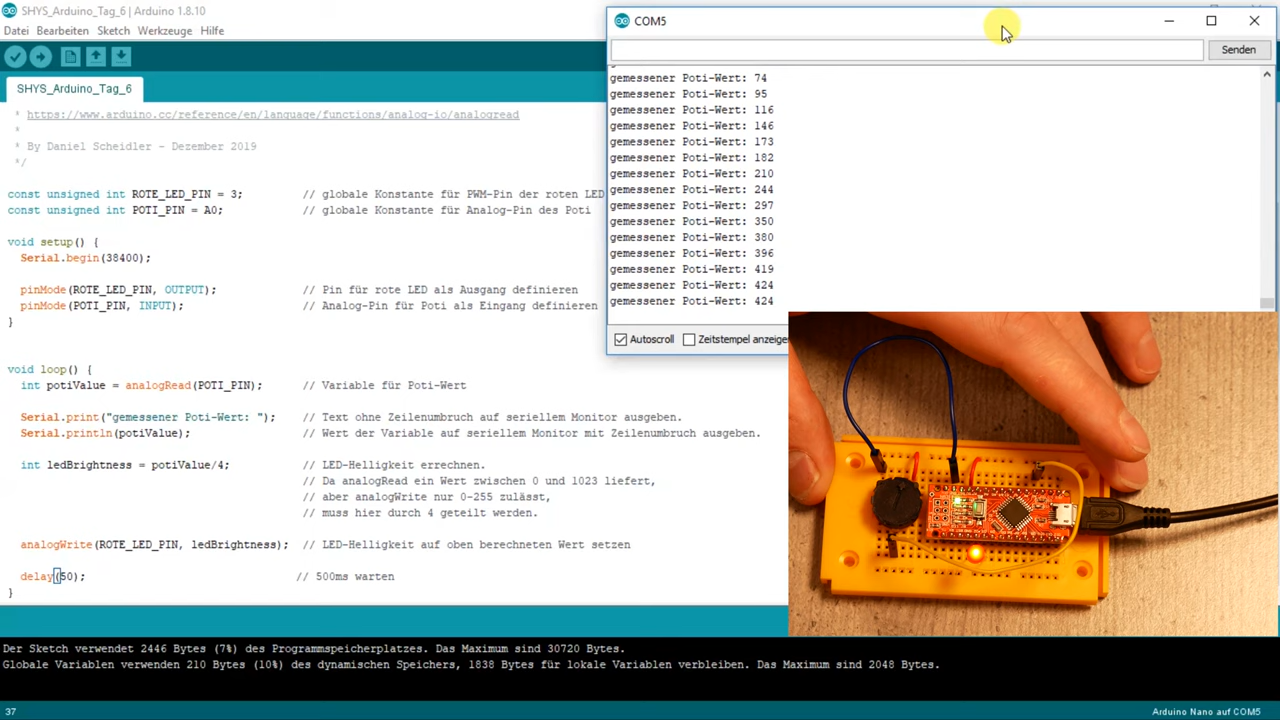 SHYS_Arduino_Tag_6 | Arduino 1.8.10
Datei Bearbeiten Sketch Werkzeuge Hilfe
SHYS_Arduino_Tag_6
* https://www.arduino.cc/reference/en/language/functions/analog-io/analogread
*
* By Daniel Scheidler - Dezember 2019
*/
const unsigned int ROTE_LED_PIN = 3; // globale Konstante für PWM-Pin der roten LED
const unsigned int POTI_PIN = A0; // globale Konstante für Analog-Pin des Poti
void setup() {
Serial.begin(38400);
pinMode(ROTE_LED_PIN, OUTPUT); // Pin für rote LED als Ausgang definieren
pinMode(POTI_PIN, INPUT); // Analog-Pin für Poti als Eingang definieren
}
void loop() {
int potiValue = analogRead(POTI_PIN); // Variable für Poti-Wert
Serial.print("gemessener Poti-Wert: "); // Text ohne Zeilenumbruch auf seriellem Monitor ausgeben.
Serial.println(potiValue); // Wert der Variable auf seriellem Monitor mit Zeilenumbruch ausgeben.
int ledBrightness = potiValue/4; // LED-Helligkeit errechnen.
// Da analogRead ein Wert zwischen 0 und 1023 liefert,
// aber analogWrite nur 0-255 zulässt,
// muss hier durch 4 geteilt werden.
analogWrite(ROTE_LED_PIN, ledBrightness); // LED-Helligkeit auf oben berechneten Wert setzen
delay(50); // 500ms warten
}
COM5
Senden
gemessener Poti-Wert: 74
gemessener Poti-Wert: 95
gemessener Poti-Wert: 116
gemessener Poti-Wert: 146
gemessener Poti-Wert: 173
gemessener Poti-Wert: 182
gemessener Poti-Wert: 210
gemessener Poti-Wert: 244
gemessener Poti-Wert: 297
gemessener Poti-Wert: 350
gemessener Poti-Wert: 380
gemessener Poti-Wert: 396
gemessener Poti-Wert: 419
gemessener Poti-Wert: 424
gemessener Poti-Wert: 424
Autoscroll Zeitstempel anzeige
Der Sketch verwendet 2446 Bytes (7%) des Programmspeicherplatzes. Das Maximum sind 30720 Bytes.
Globale Variablen verwenden 210 Bytes (10%) des dynamischen Speichers, 1838 Bytes für lokale Variablen verbleiben. Das Maximum sind 2048 Bytes.
37
Arduino Nano auf COM5